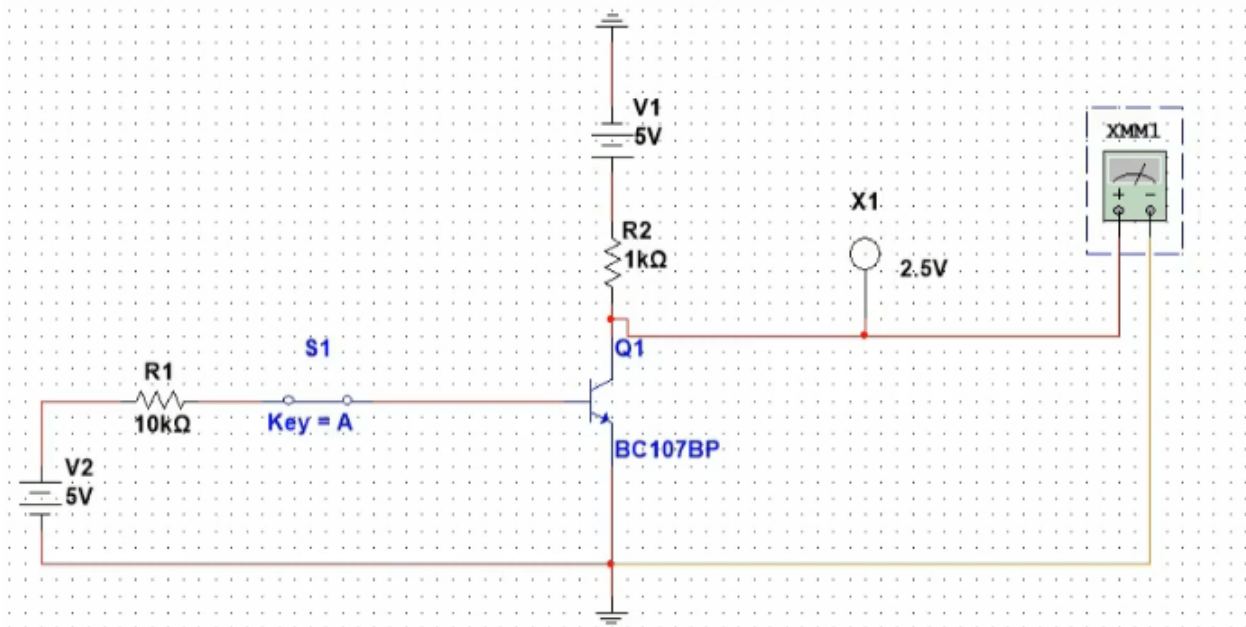 V1
5V
XMM1
+ -
X1
R2
1kΩ
2.5V
S1
Q1
R1
10kΩ
Key = A
BC107BP
V2
5V